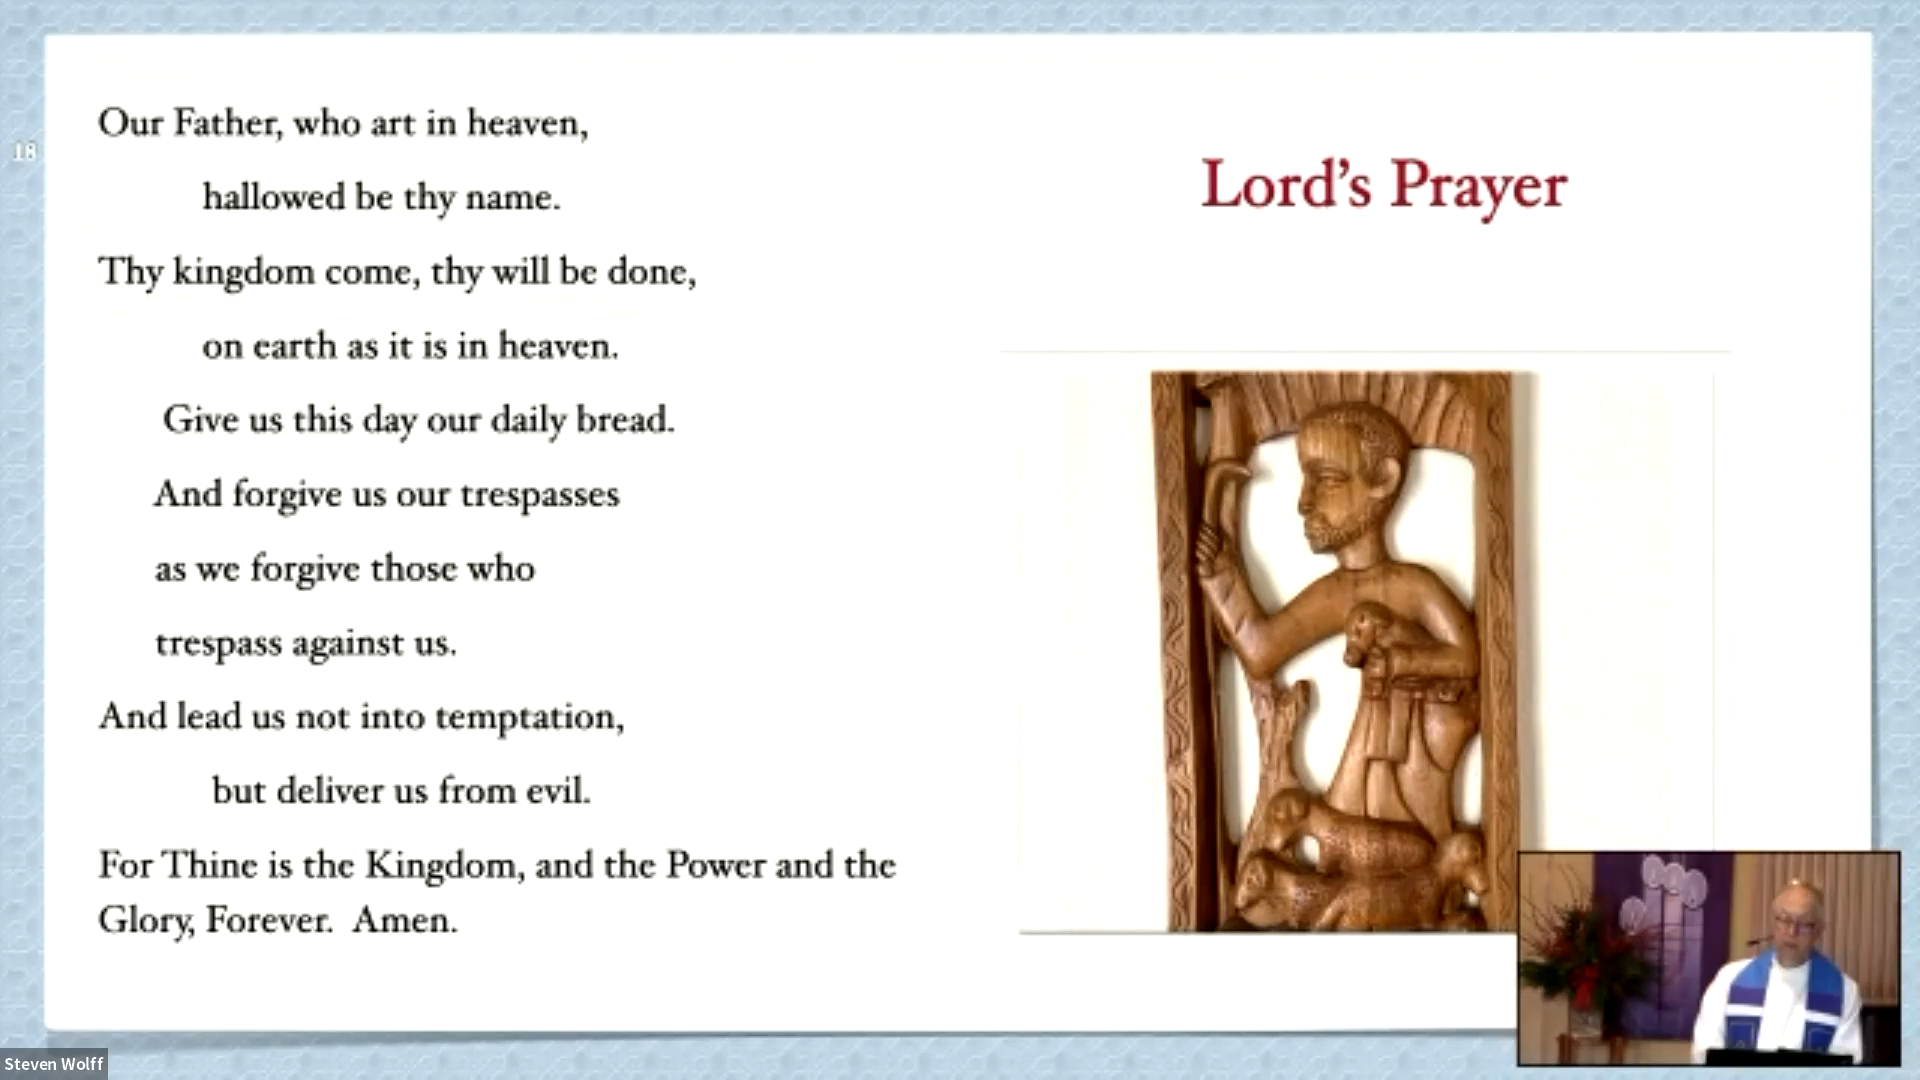 18
Our Father, who art in heaven,
hallowed be thy name.
Thy kingdom come, thy will be done,
on earth as it is in heaven.
Give us this day our daily bread.
And forgive us our trespasses
as we forgive those who
trespass against us.
And lead us not into temptation,
but deliver us from evil.
For Thine is the Kingdom, and the Power and the
Glory, Forever.  Amen.
Lord’s Prayer
Steven Wolff